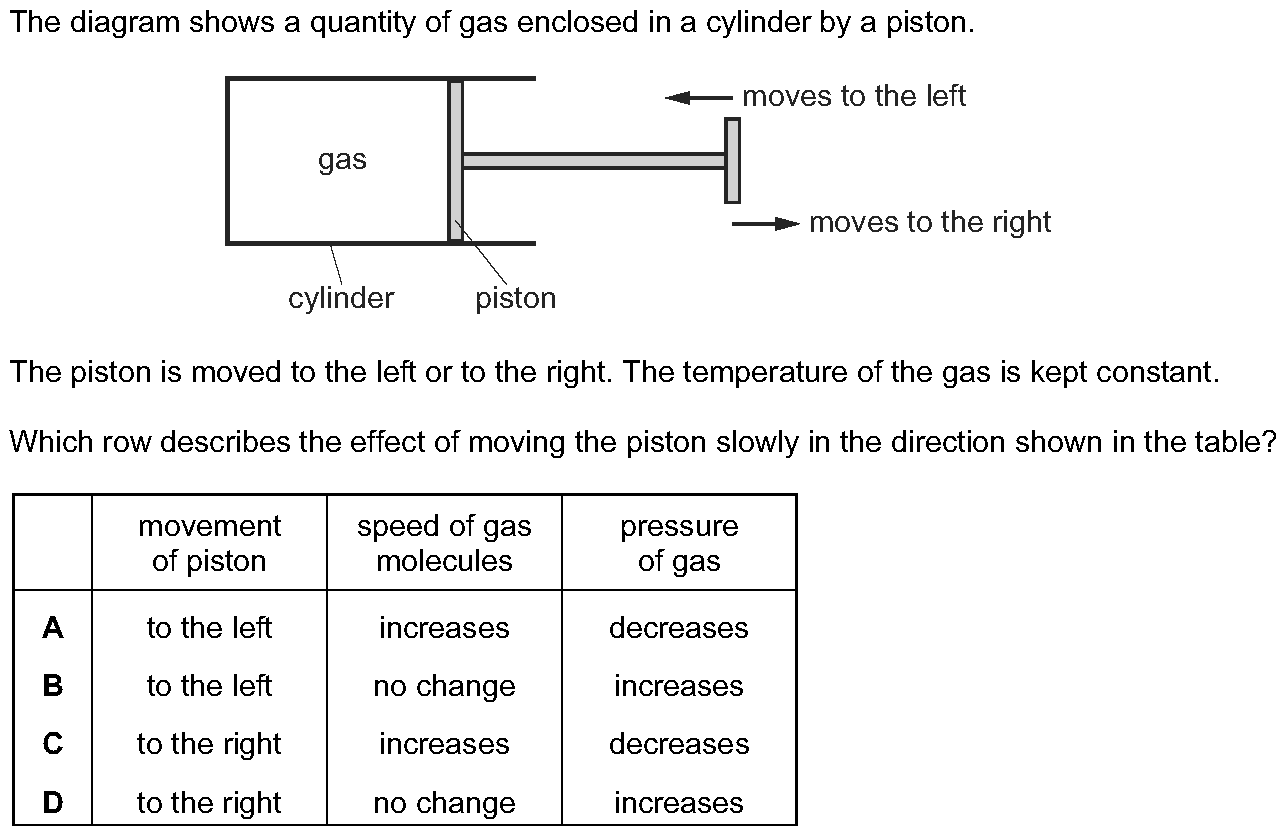 The diagram shows a quantity of gas enclosed in a cylinder by a piston.
moves to the left
gas
moves to the right
cylinder piston
The piston is moved to the left or to the right. The temperature of the gas is kept constant.
Which row describes the effect of moving the piston slowly in the direction shown in the table?
movement of piston speed of gas molecules pressure of gas
A to the left increases decreases
B to the left no change increases
C to the right increases decreases
D to the right no change increases